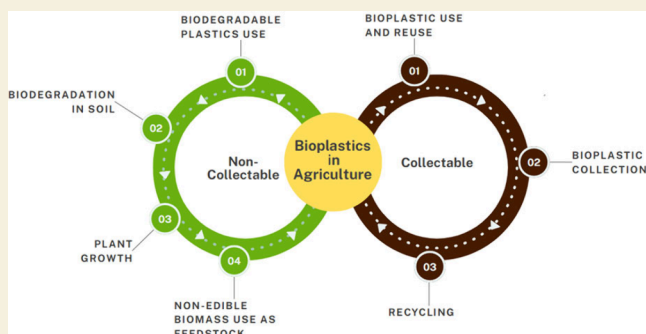 BIODEGRADABLE
PLASTICS USE
01
BIODEGRADATION
IN SOIL
02
03
PLANT
GROWTH
04
NON-EDIBLE
BIOMASS USE AS
FEEDSTOCK
Non-
Collectable
Bioplastics
in
Agriculture
Collectable
BIOPLASTIC USE
AND REUSE
01
02
BIOPLASTIC
COLLECTION
03
RECYCLING